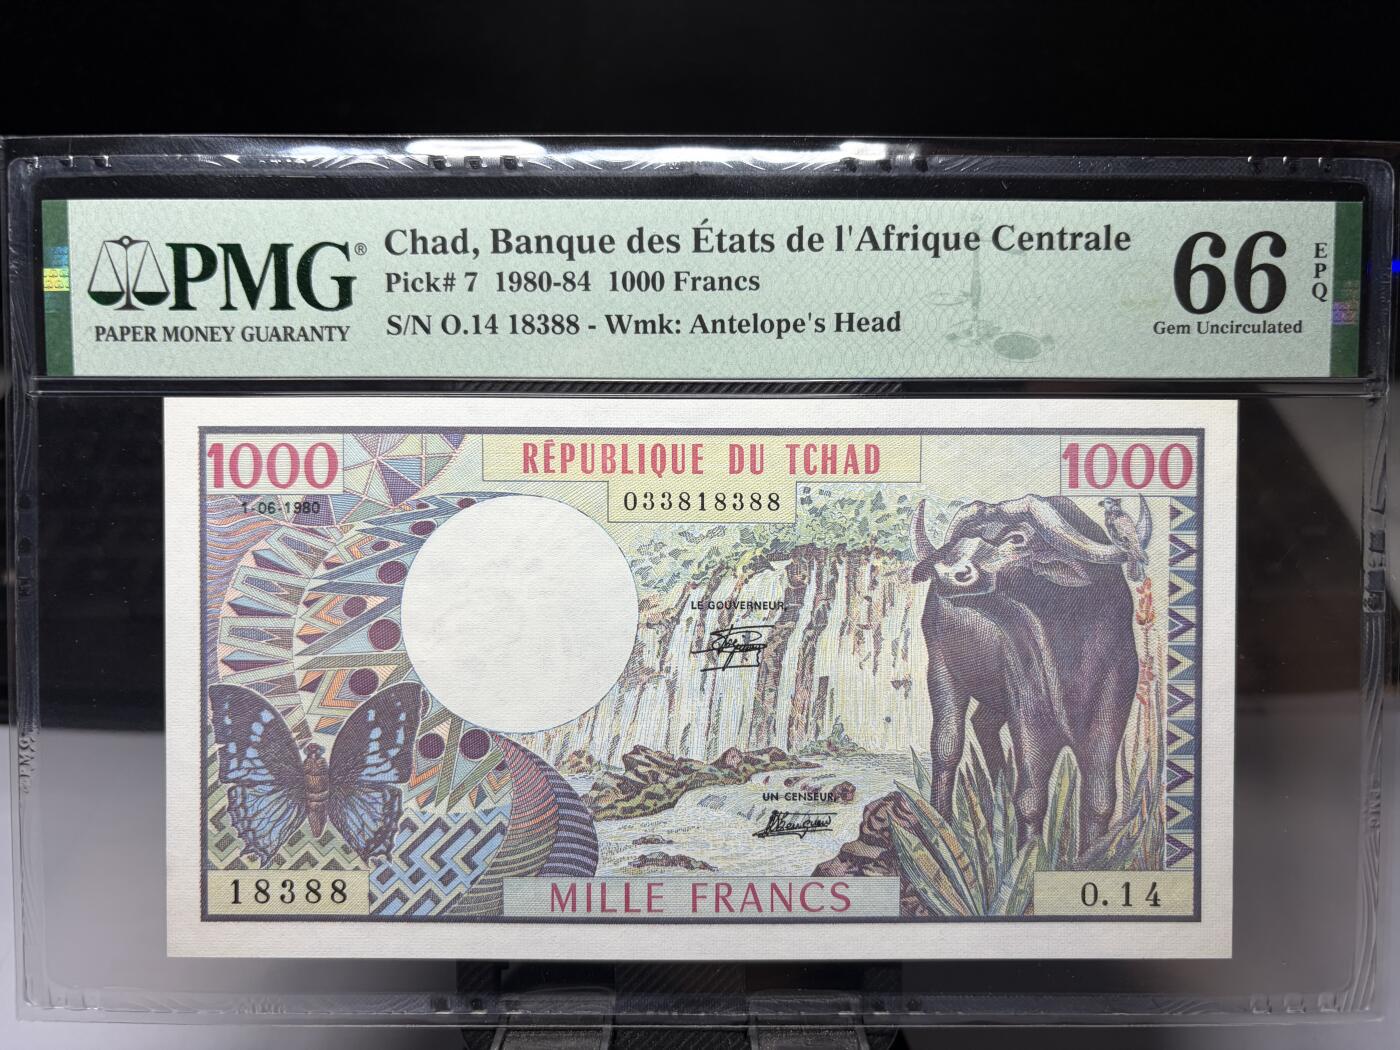 PMG®
PAPER MONEY GUARANTY
Chad, Banque des États de l'Afrique Centrale
Pick# 7 1980-84 1000 Francs
S/N O.14 18388 - Wmk: Antelope's Head
66
EPQ
Gem Uncirculated
1000
RÉPUBLIQUE DU TCHAD
1000
1-06-1980
033818388
LE GOUVERNEUR,
UN CENSEUR,
18388
MILLE FRANCS
O.14